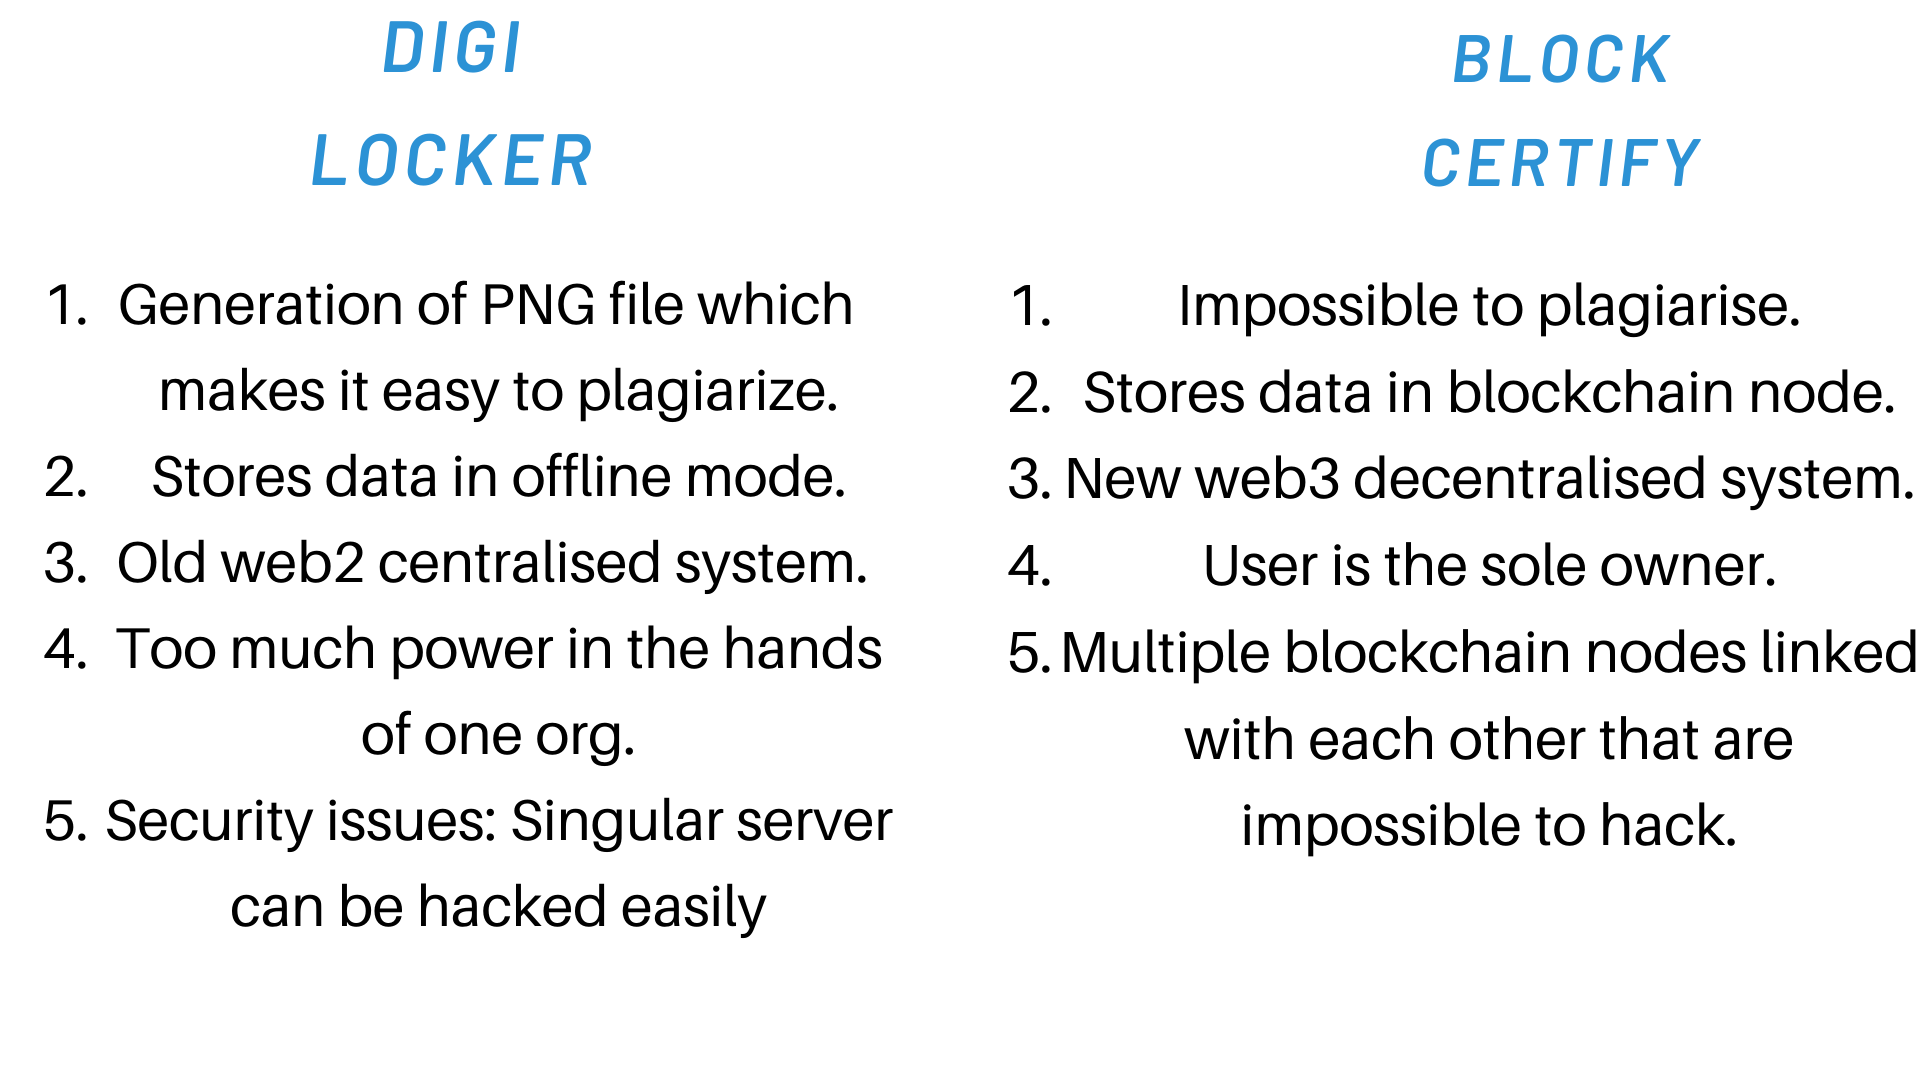 DIGI
LOCKER
1. Generation of PNG file which
makes it easy to plagiarize.
2. Stores data in offline mode.
3. Old web2 centralised system.
4. Too much power in the hands
of one org.
5. Security issues: Singular server
can be hacked easily
BLOCK
CERTIFY
1. Impossible to plagiarise.
2. Stores data in blockchain node.
3. New web3 decentralised system.
4. User is the sole owner.
5. Multiple blockchain nodes linked
with each other that are
impossible to hack.